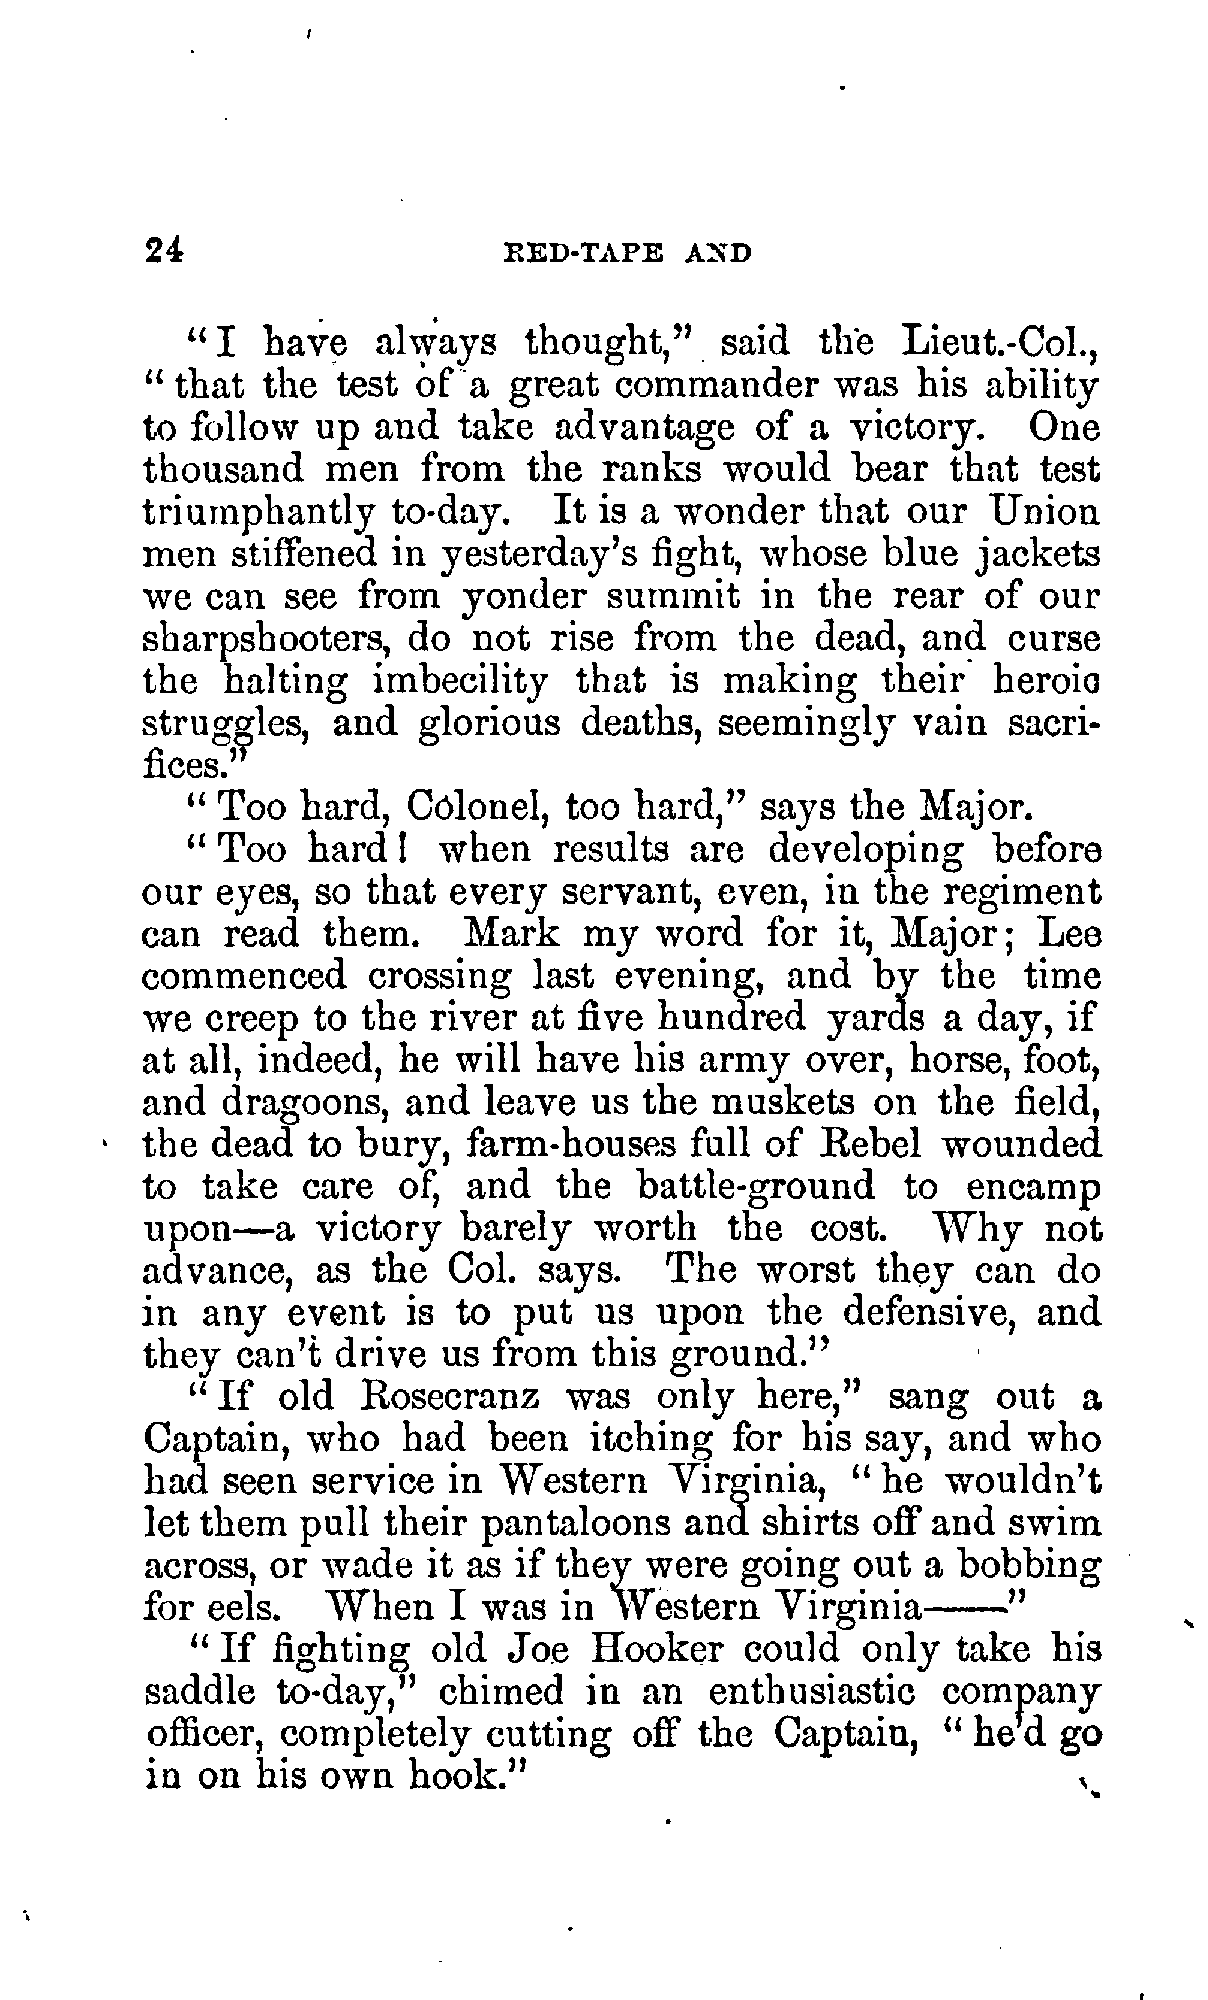 24 RED-TAPE AND
"I have always thought," said the Lieut.-Col.,
"that the test of a great commander was his ability
to follow up and take advantage of a victory. One
thousand men from the ranks would bear that test
triumphantly to-day. It is a wonder that our Union
men stiffened in yesterday's fight, whose blue jackets
we can see from yonder summit in the rear of our
sharpshooters, do not rise from the dead, and curse
the halting imbecility that is making their heroic
struggles, and glorious deaths, seemingly vain sacri-
fices."
"Too hard, Colonel, too hard," says the Major.
"Too hard! when results are developing before
our eyes, so that every servant, even, in the regiment
can read them. Mark my word for it, Major; Lee
commenced crossing last evening, and by the time
we creep to the river at five hundred yards a day, if
at all, indeed, he will have his army over, horse, foot,
and dragoons, and leave us the muskets on the field,
the dead to bury, farm-houses full of Rebel wounded
to take care of, and the battle-ground to encamp
upon—a victory barely worth the cost. Why not
advance, as the Col. says. The worst they can do
in any event is to put us upon the defensive, and
they can't drive us from this ground."
"If old Rosecranz was only here," sang out a
Captain, who had been itching for his say, and who
had seen service in Western Virginia, "he wouldn't
let them pull their pantaloons and shirts off and swim
across, or wade it as if they were going out a bobbing
for eels. When I was in Western Virginia——"
"If fighting old Joe Hooker could only take his
saddle to-day," chimed in an enthusiastic company
officer, completely cutting off the Captain, "he'd go
in on his own hook."